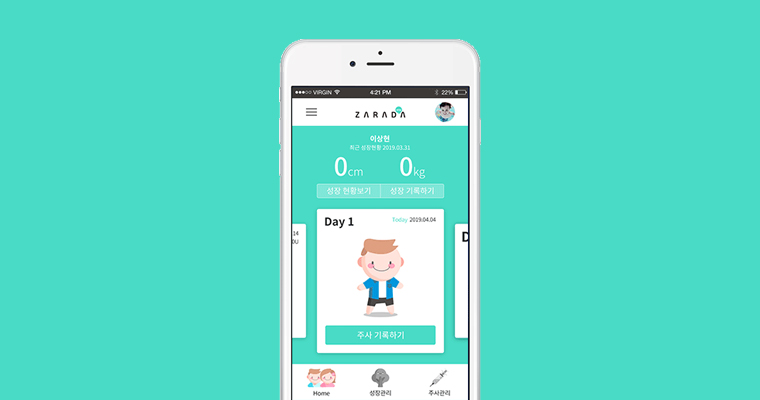 VIRGIN
4:21 PM
22%
ZARADA
이상현
최근 성장현황 2019.03.31
0cm
0kg
성장 현황보기
성장 기록하기
14
0U
Day 1
Today 2019.04.04
D
주사 기록하기
Home
성장관리
주사관리